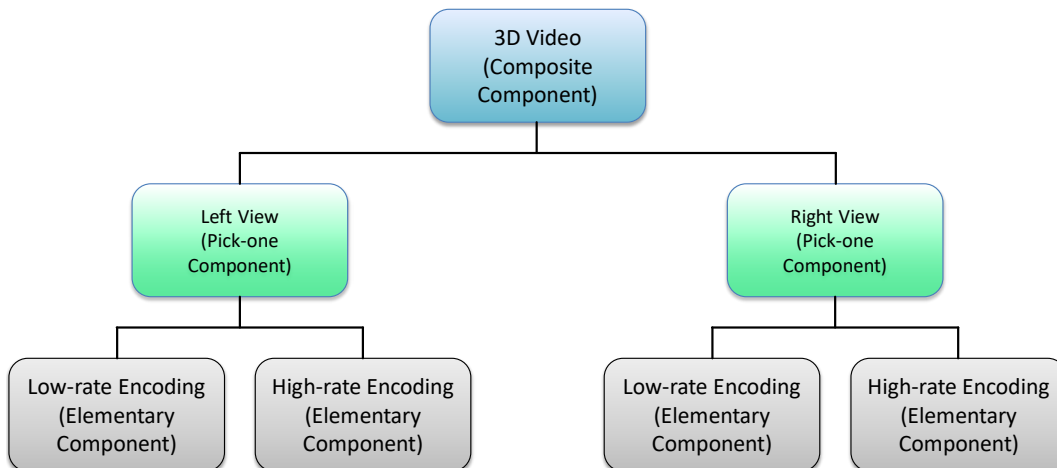 3D Video
(Composite
Component)
Left View
(Pick-one
Component)
Right View
(Pick-one
Component)
Low-rate Encoding
(Elementary
Component)
High-rate Encoding
(Elementary
Component)
Low-rate Encoding
(Elementary
Component)
High-rate Encoding
(Elementary
Component)